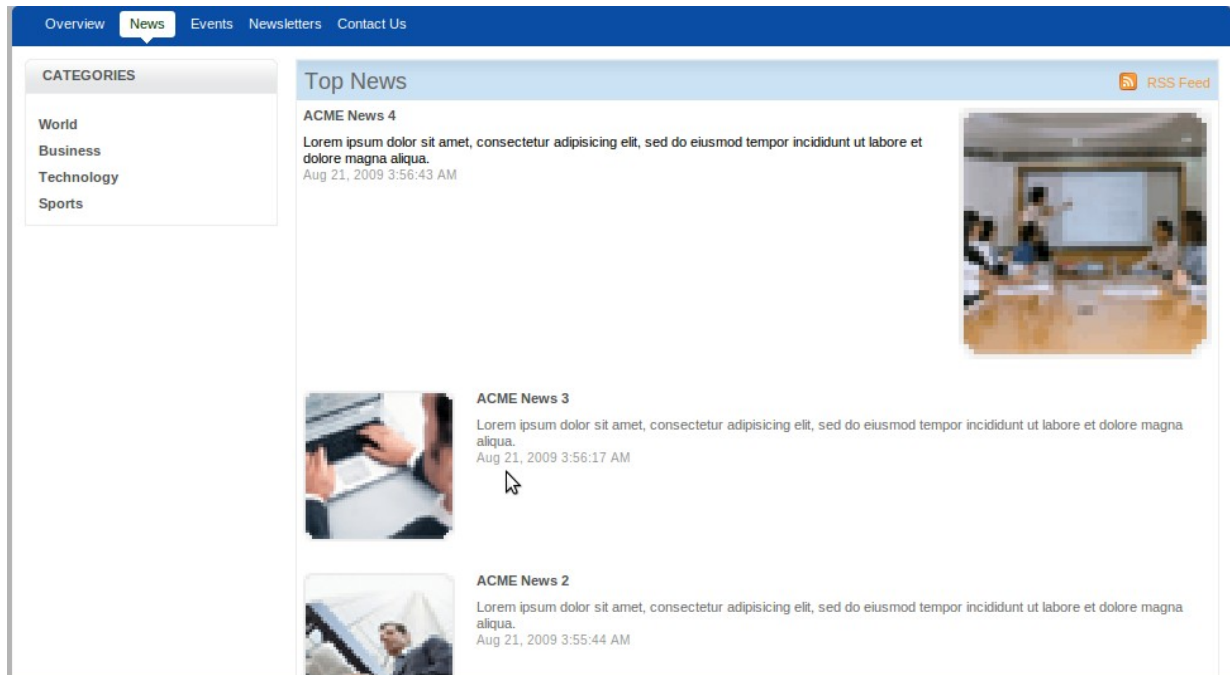 Overview News Events Newsletters Contact Us
CATEGORIES
World
Business
Technology
Sports
Top News
RSS Feed
ACME News 4
Lorem ipsum dolor sit amet, consectetur adipisicing elit, sed do eiusmod tempor incididunt ut labore et
dolore magna aliqua.
Aug 21, 2009 3:56:43 AM
ACME News 3
Lorem ipsum dolor sit amet, consectetur adipisicing elit, sed do eiusmod tempor incididunt ut labore et dolore magna
aliqua.
Aug 21, 2009 3:56:17 AM
ACME News 2
Lorem ipsum dolor sit amet, consectetur adipisicing elit, sed do eiusmod tempor incididunt ut labore et dolore magna
aliqua.
Aug 21, 2009 3:55:44 AM